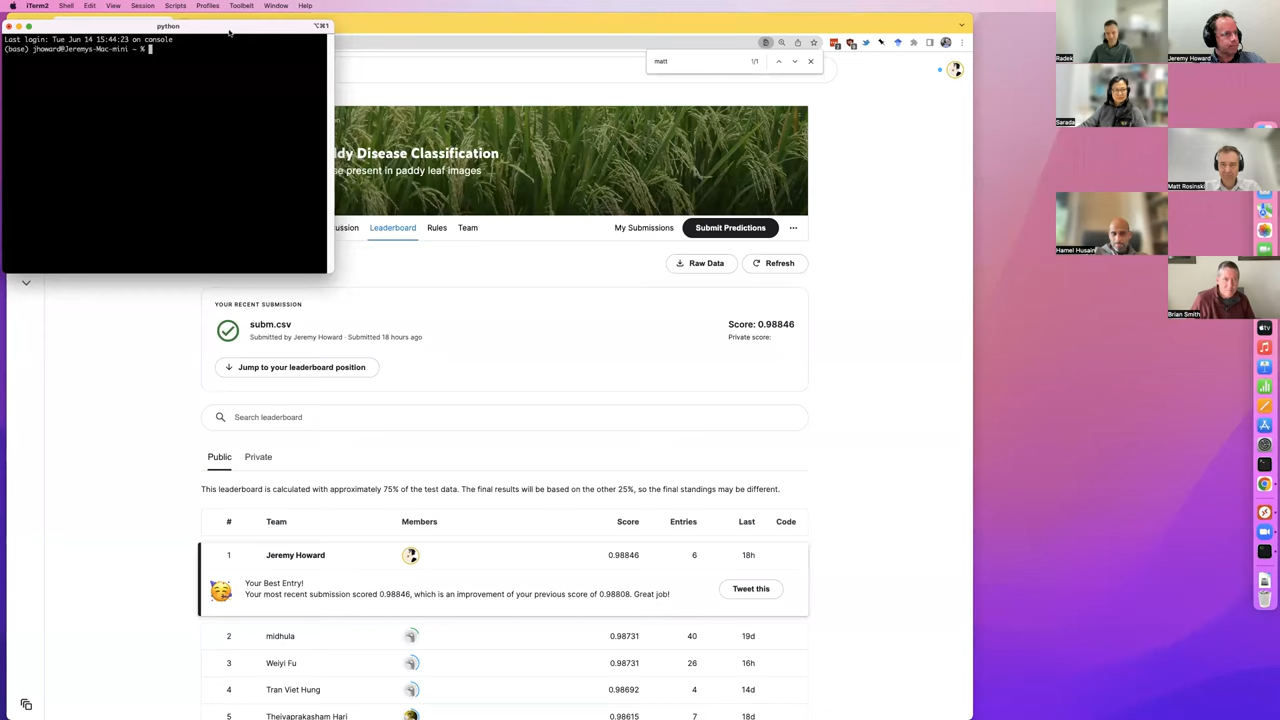 iTerm2 Shell Edit View Session Scripts Profiles Toolbelt Window Help
python
⌥⌘1
Last login: Tue Jun 14 15:44:23 on console
(base) jhoward@Jeremys-Mac-mini ~ %
matt
1/1
ddy Disease Classification
se present in paddy leaf images
ussion Leaderboard Rules Team My Submissions Submit Predictions
Raw Data Refresh
YOUR RECENT SUBMISSION
subm.csv
Submitted by Jeremy Howard · Submitted 18 hours ago
Score: 0.98846
Private score:
Jump to your leaderboard position
Search leaderboard
Public Private
This leaderboard is calculated with approximately 75% of the test data. The final results will be based on the other 25%, so the final standings may be different.
# Team Members Score Entries Last Code
1 Jeremy Howard 0.98846 6 18h
Your Best Entry!
Your most recent submission scored 0.98846, which is an improvement of your previous score of 0.98808. Great job!
Tweet this
2 midhula 0.98731 40 19d
3 Weiyi Fu 0.98731 26 16h
4 Tran Viet Hung 0.98692 4 14d
5 Theivaprakasham Hari 0.98615 7 18d
Radek
Jeremy Howard
Sarada
Matt Rosinski
Hamel Husain
Brian Smith
tv